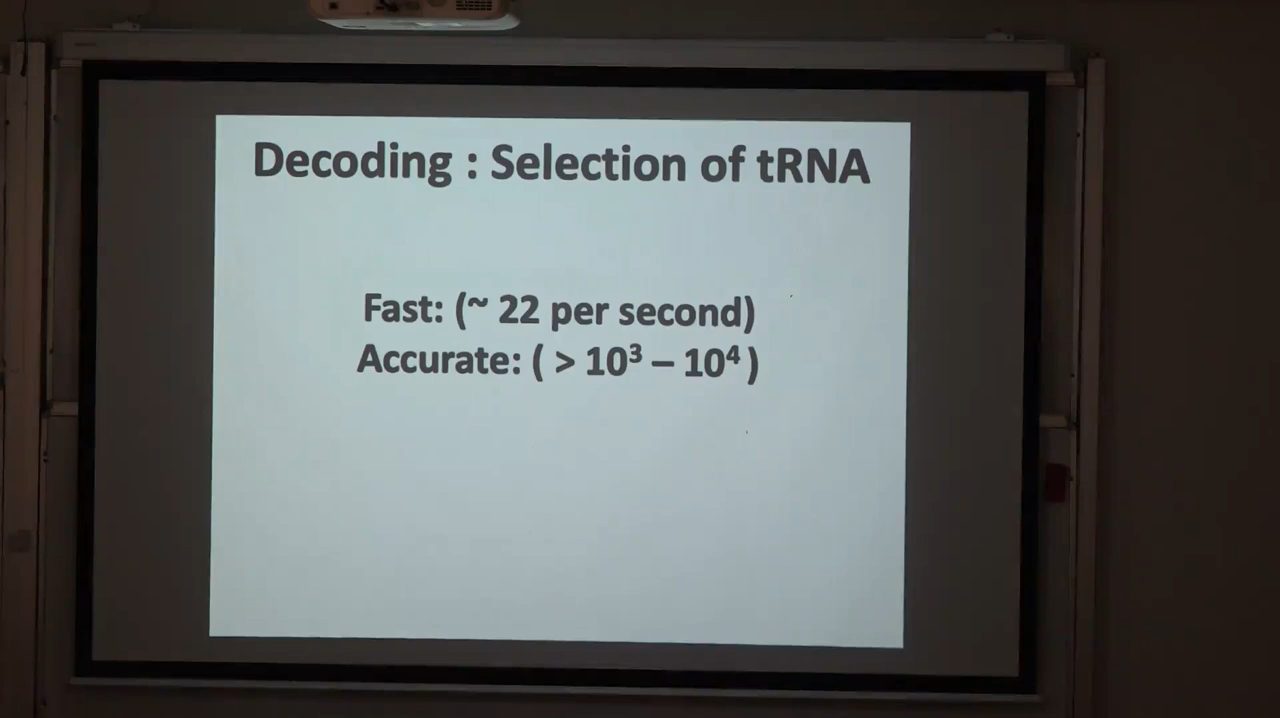 Decoding : Selection of tRNA
Fast: (~ 22 per second)
Accurate: ( > 10³ – 10⁴ )